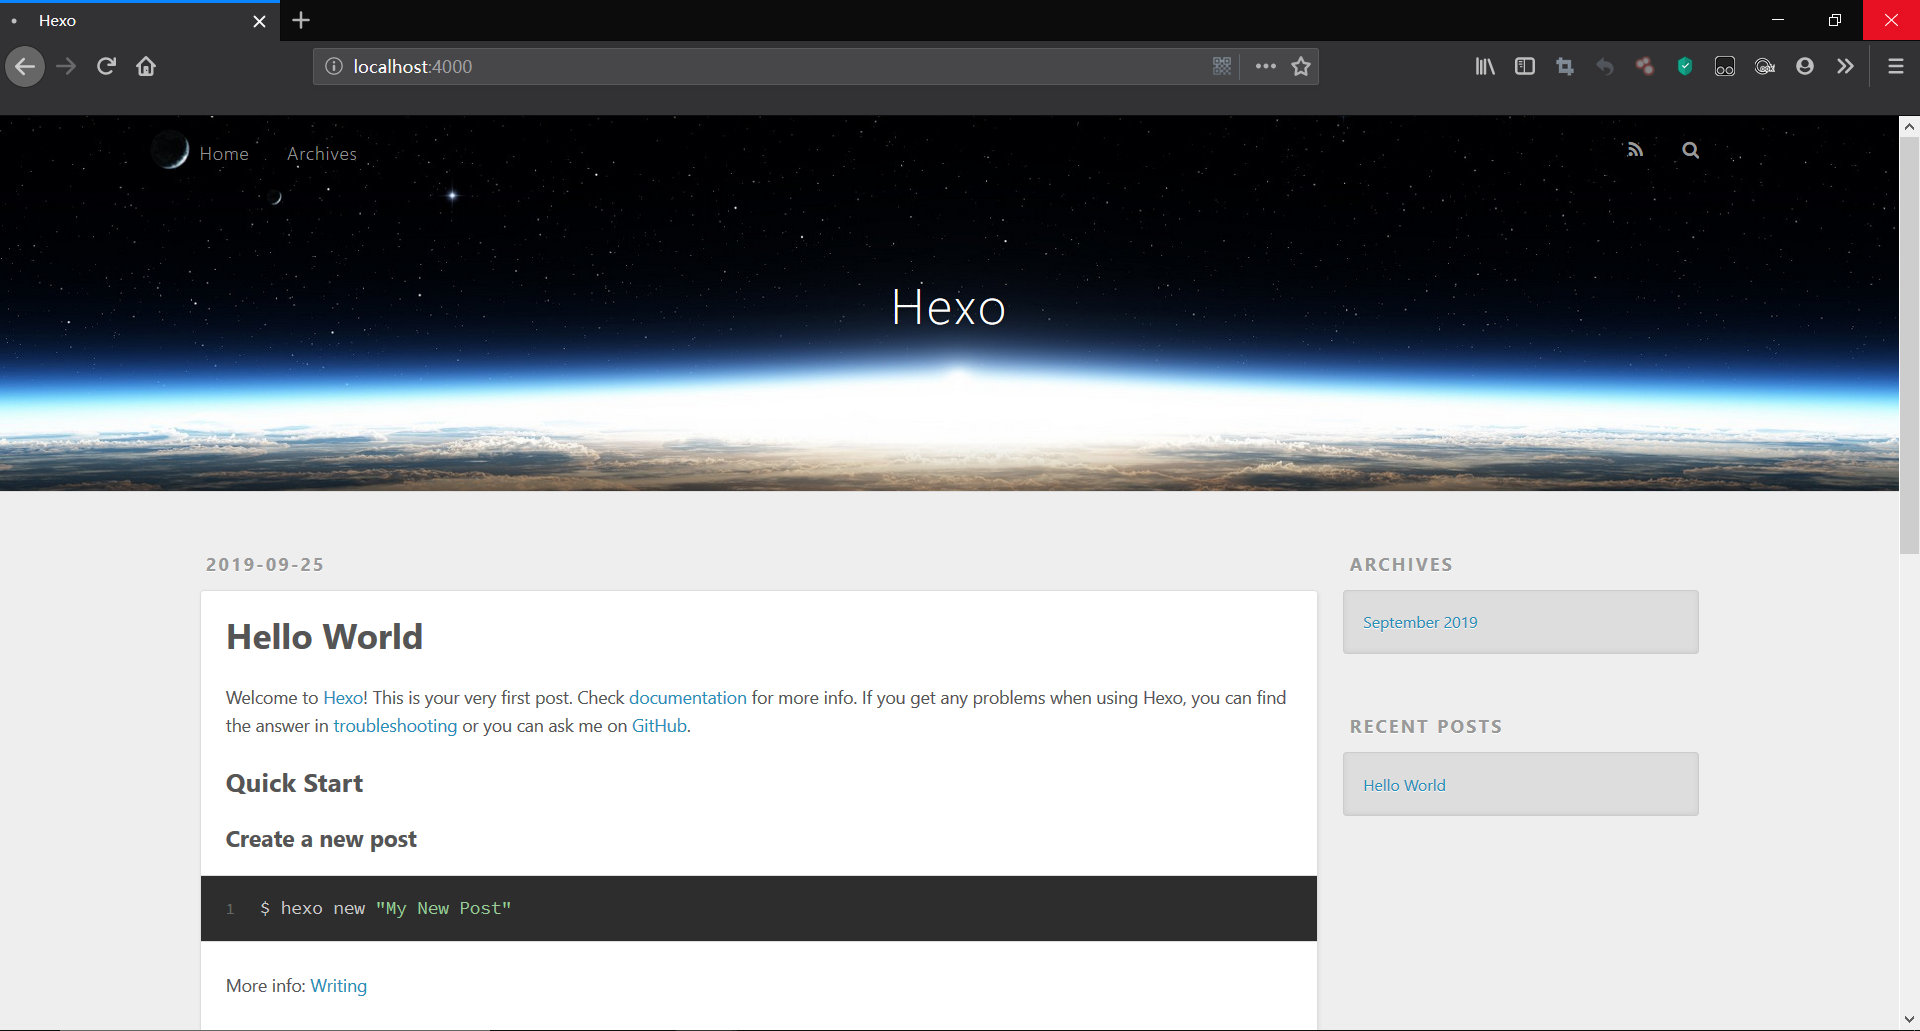 Hexo
localhost:4000
Home
Archives
Hexo
2019-09-25
Hello World
Welcome to Hexo! This is your very first post. Check documentation for more info. If you get any problems when using Hexo, you can find
the answer in troubleshooting or you can ask me on GitHub.
Quick Start
Create a new post
1 $ hexo new "My New Post"
More info: Writing
ARCHIVES
September 2019
RECENT POSTS
Hello World